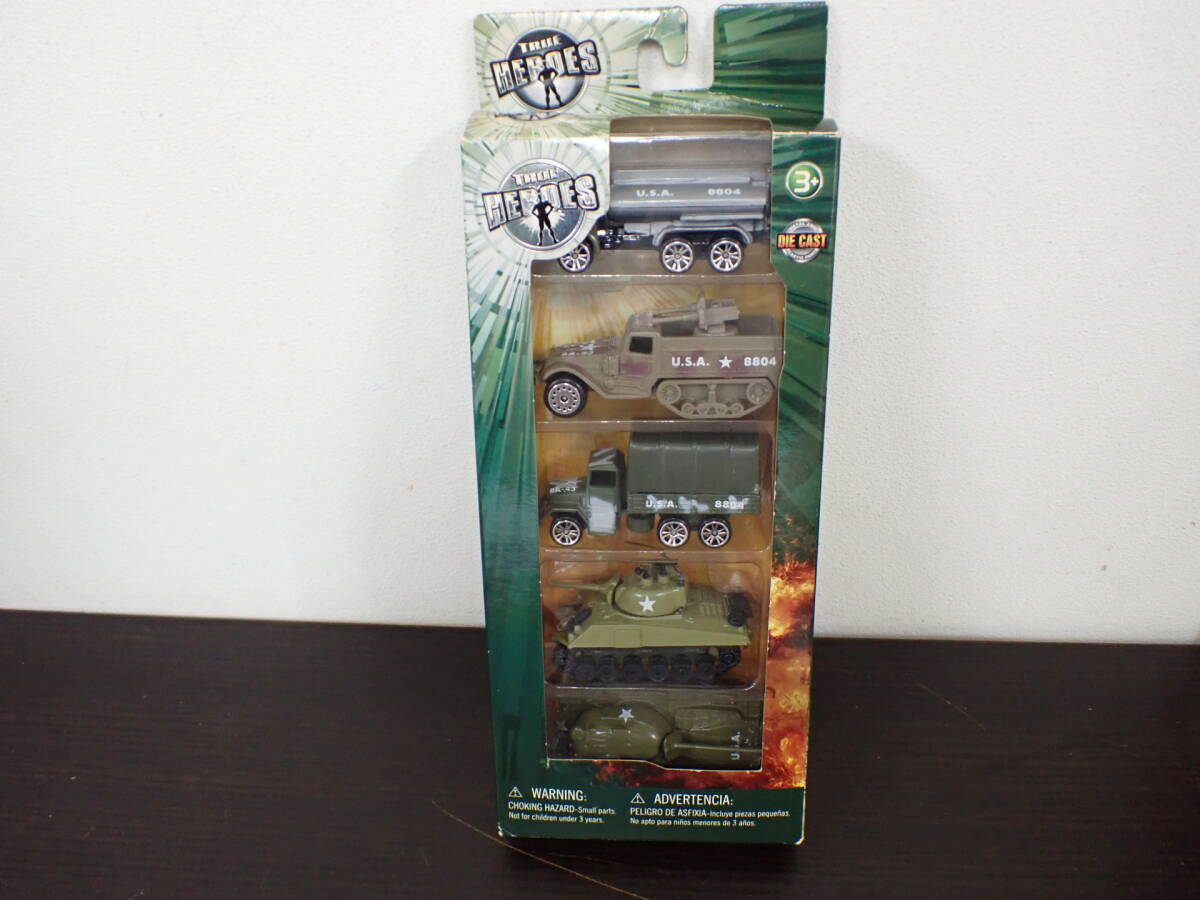 TRUE
HEROES
TRUE
HEROES
3+
DIE CAST
U.S.A. 8804
U.S.A. ★ 8804
U.S.A. 8804
U.S.A.
⚠ WARNING:
CHOKING HAZARD-Small parts.
Not for children under 3 years.
⚠ ADVERTENCIA:
PELIGRO DE ASFIXIA-Incluye piezas pequeñas.
No apto para niños menores de 3 años.